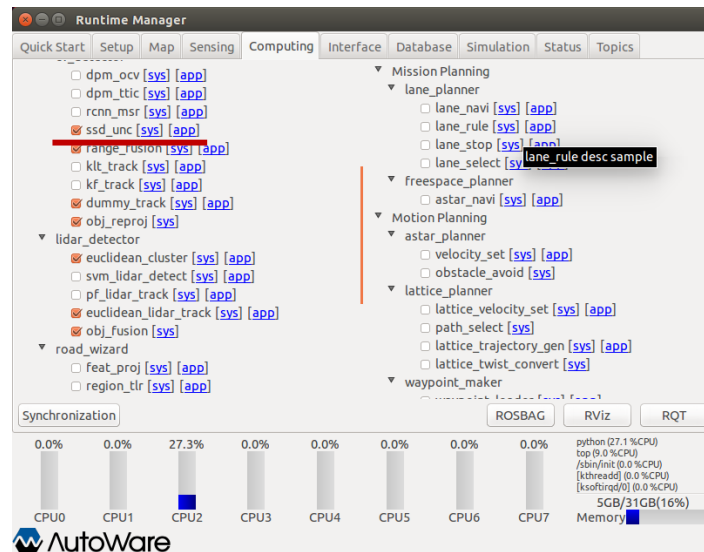 Runtime Manager
Quick Start Setup Map Sensing Computing Interface Database Simulation Status Topics
dpm_ocv [sys] [app]
dpm_ttic [sys] [app]
rcnn_msr [sys] [app]
ssd_unc [sys] [app]
range_fusion [sys] [app]
klt_track [sys] [app]
kf_track [sys] [app]
dummy_track [sys] [app]
obj_reproj [sys]
lidar_detector
euclidean_cluster [sys] [app]
svm_lidar_detect [sys] [app]
pf_lidar_track [sys] [app]
euclidean_lidar_track [sys] [app]
obj_fusion [sys]
road_wizard
feat_proj [sys] [app]
region_tlr [sys] [app]
Mission Planning
lane_planner
lane_navi [sys] [app]
lane_rule [sys] [app]
lane_stop [sys] [app]
lane_select [sy
lane_rule desc sample
freespace_planner
astar_navi [sys] [app]
Motion Planning
astar_planner
velocity_set [sys] [app]
obstacle_avoid [sys]
lattice_planner
lattice_velocity_set [sys] [app]
path_select [sys]
lattice_trajectory_gen [sys] [app]
lattice_twist_convert [sys]
waypoint_maker
Synchronization ROSBAG RViz RQT
0.0% 0.0% 27.3% 0.0% 0.0% 0.0% 0.0% 0.0%
CPU0 CPU1 CPU2 CPU3 CPU4 CPU5 CPU6 CPU7
python (27.1 %CPU)
top (9.0 %CPU)
/sbin/init (0.0 %CPU)
[kthreadd] (0.0 %CPU)
[ksoftirqd/0] (0.0 %CPU)
5GB/31GB(16%)
Memory
AutoWare